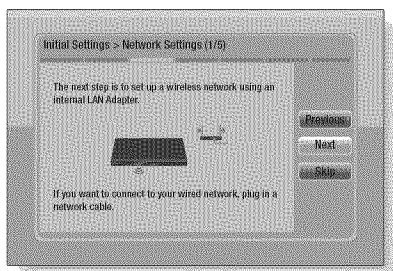 Initial Settings > Network Settings (1/5)
The next step is to set up a wireless network using an
internal LAN Adapter.
Previous
Next
Skip
If you want to connect to your wired network, plug in a
network cable.